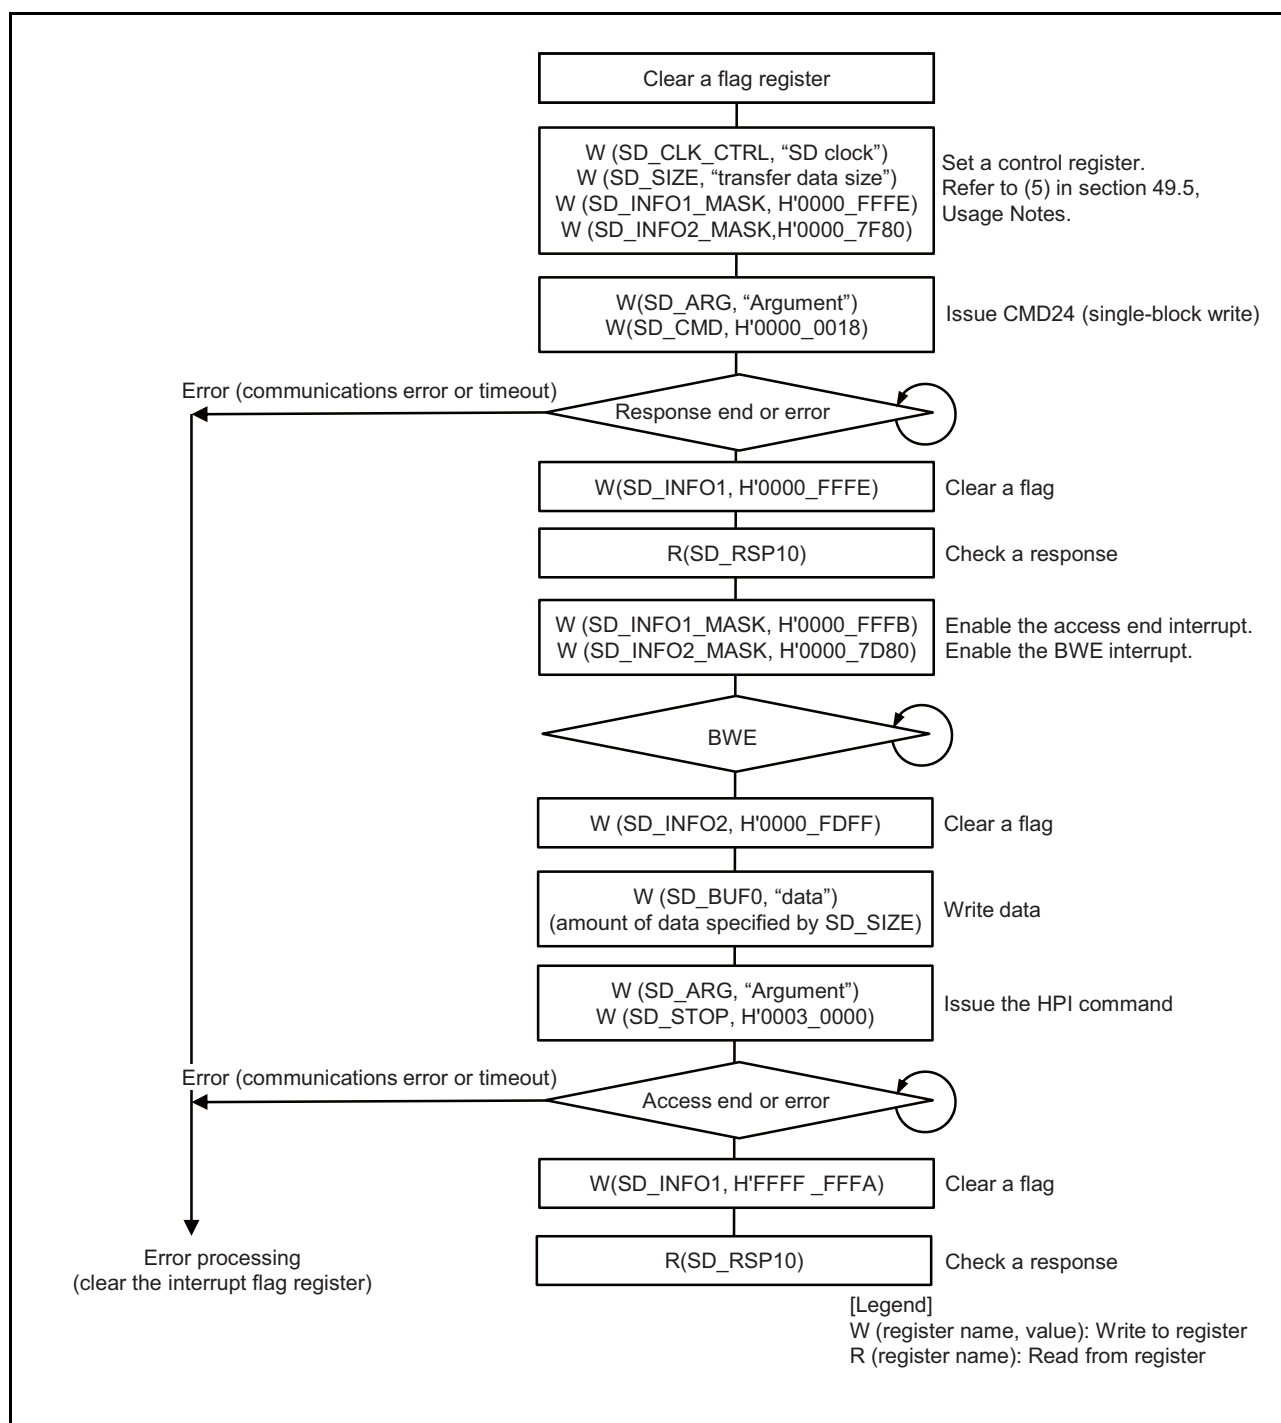 Clear a flag register
W (SD_CLK_CTRL, “SD clock”)
W (SD_SIZE, “transfer data size”)
W (SD_INFO1_MASK, H'0000_FFFE)
W (SD_INFO2_MASK,H'0000_7F80)
Set a control register.
Refer to (5) in section 49.5,
Usage Notes.
W(SD_ARG, “Argument”)
W(SD_CMD, H'0000_0018)
Issue CMD24 (single-block write)
Error (communications error or timeout)
Response end or error
W(SD_INFO1, H'0000_FFFE)
Clear a flag
R(SD_RSP10)
Check a response
W (SD_INFO1_MASK, H'0000_FFFB)
W (SD_INFO2_MASK, H'0000_7D80)
Enable the access end interrupt.
Enable the BWE interrupt.
BWE
W (SD_INFO2, H'0000_FDFF)
Clear a flag
W (SD_BUF0, “data”)
(amount of data specified by SD_SIZE)
Write data
W (SD_ARG, “Argument”)
W (SD_STOP, H'0003_0000)
Issue the HPI command
Error (communications error or timeout)
Access end or error
W(SD_INFO1, H'FFFF _FFFA)
Clear a flag
Error processing
(clear the interrupt flag register)
R(SD_RSP10)
Check a response
[Legend]
W (register name, value): Write to register
R (register name): Read from register